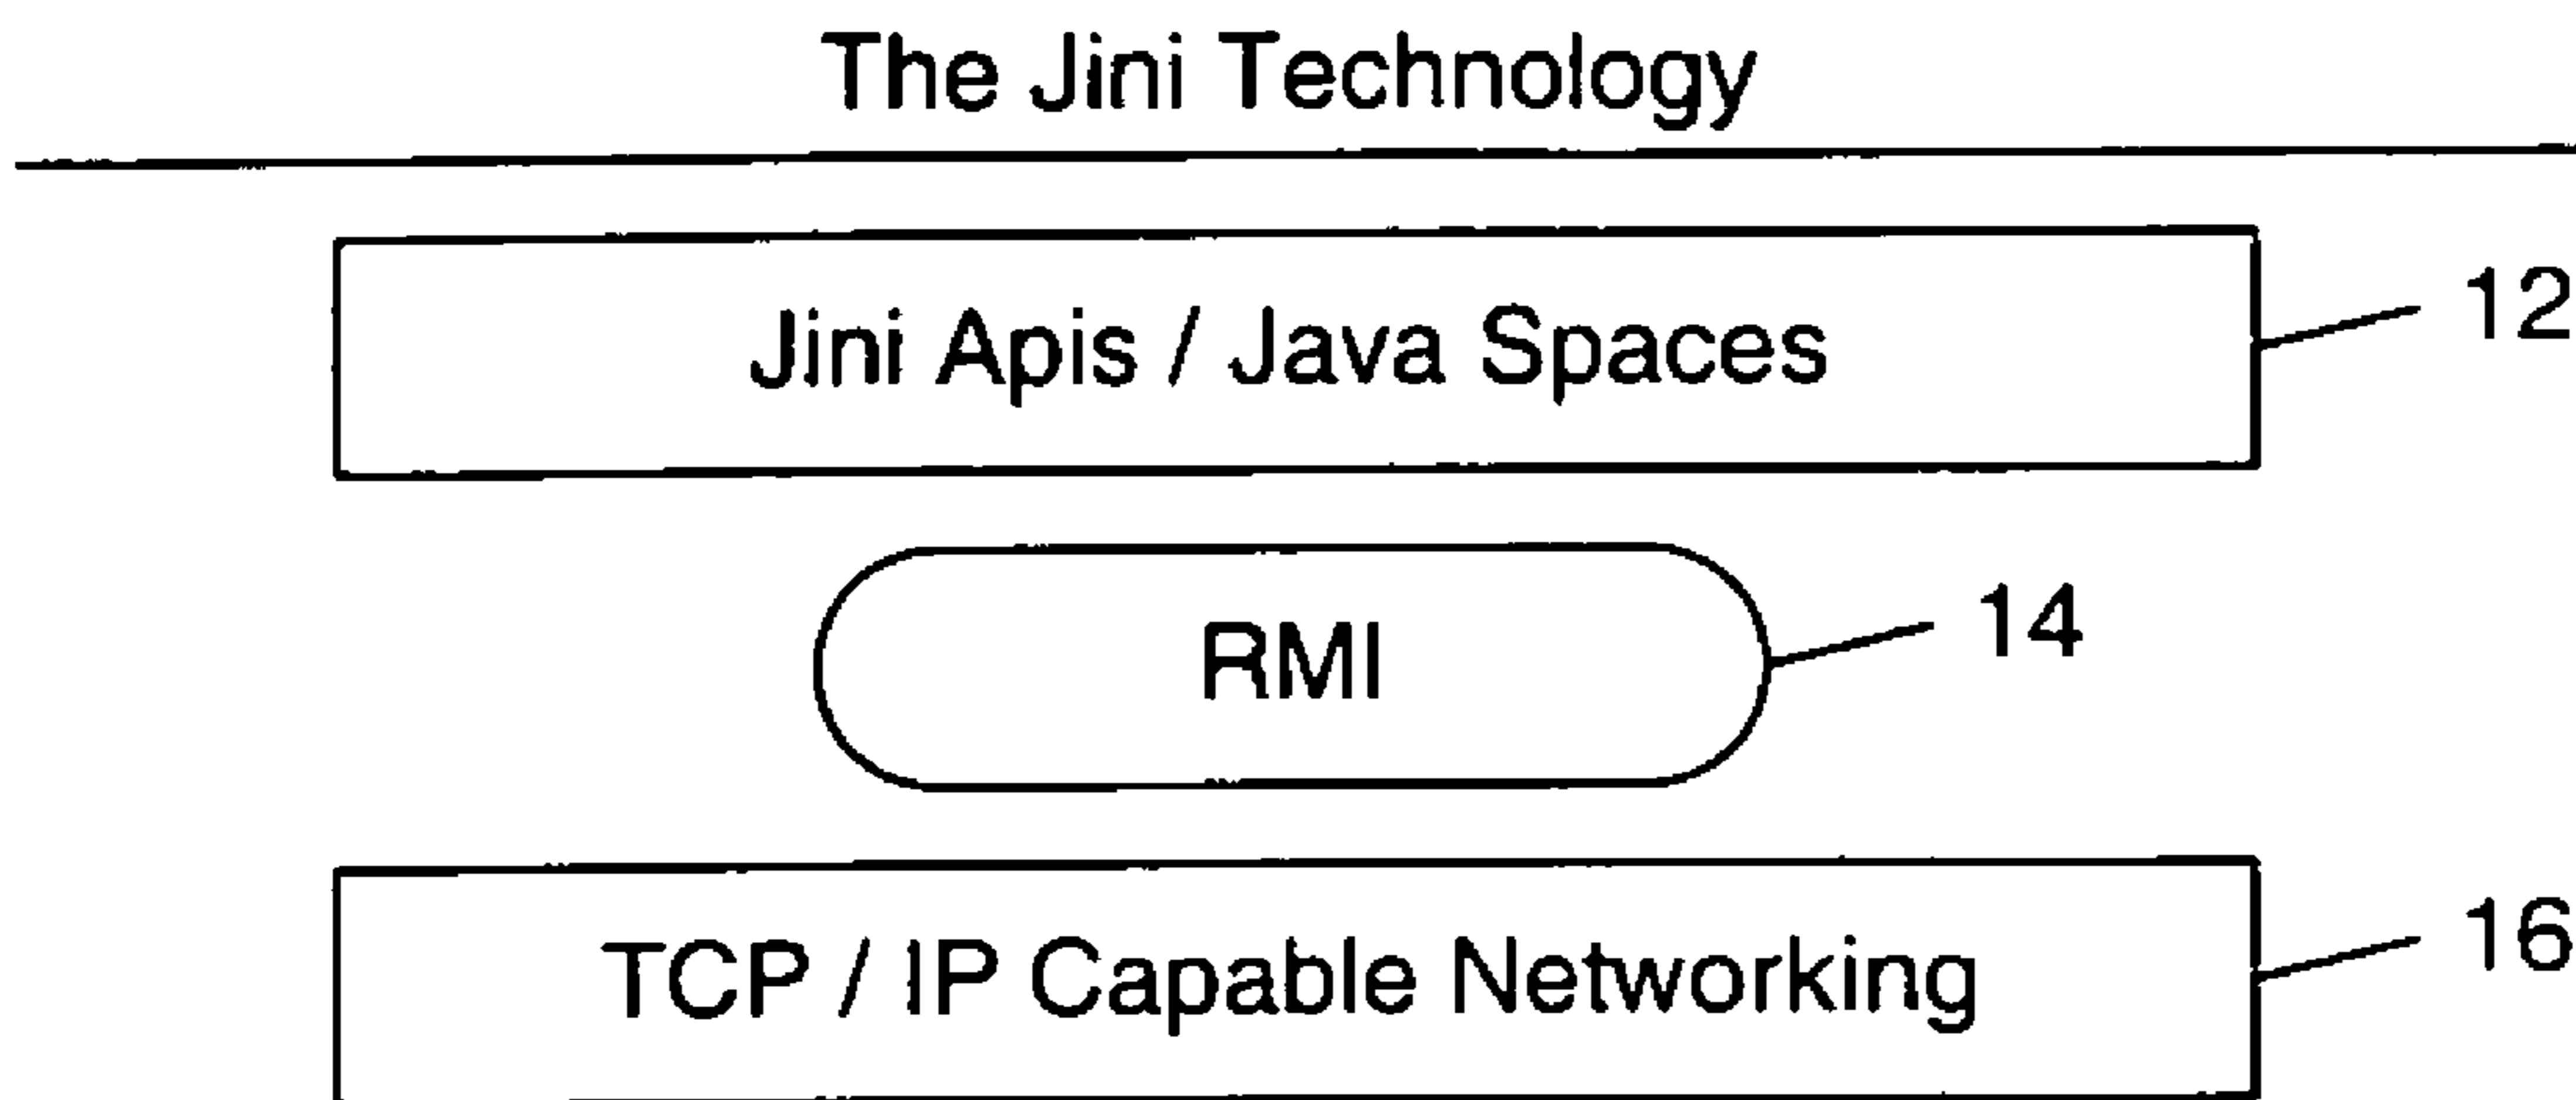 The Jini Technology
Jini Apis / Java Spaces
12
RMI
14
TCP / IP Capable Networking
16